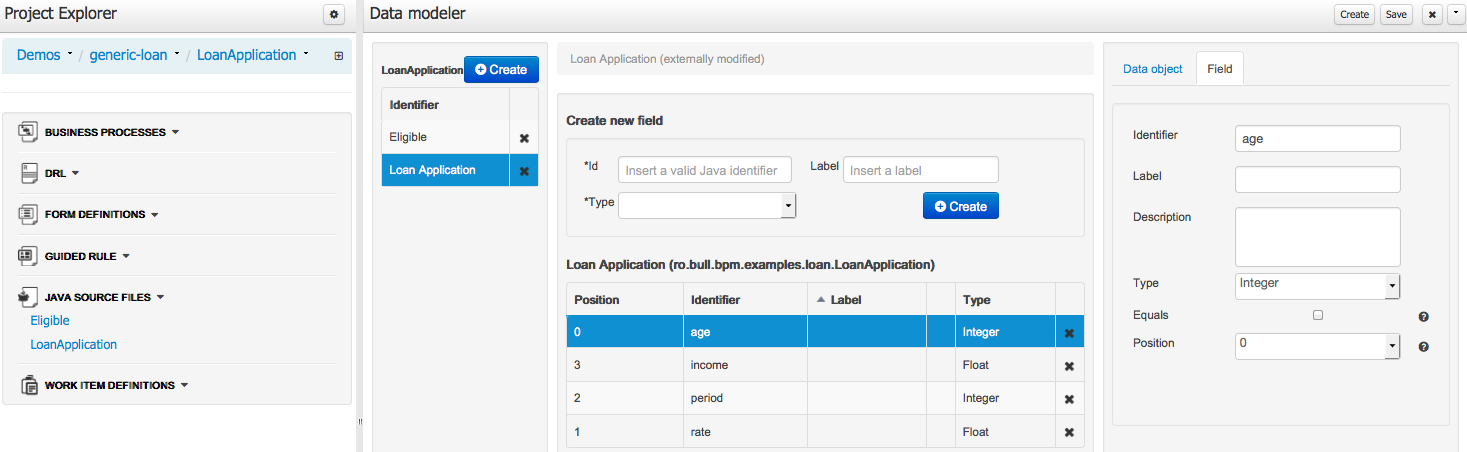 Project Explorer
Demos / generic-loan / LoanApplication
BUSINESS PROCESSES
DRL
FORM DEFINITIONS
GUIDED RULE
JAVA SOURCE FILES
Eligible
LoanApplication
WORK ITEM DEFINITIONS
Data modeler
Create Save
LoanApplication Create
Identifier
Eligible
Loan Application
Loan Application (externally modified)
Create new field
*Id Insert a valid Java identifier Label Insert a label
*Type Create
Loan Application (ro.bull.bpm.examples.loan.LoanApplication)
Position Identifier Label Type
0 age Integer
3 income Float
2 period Integer
1 rate Float
Data object Field
Identifier age
Label
Description
Type Integer
Equals ?
Position 0 ?